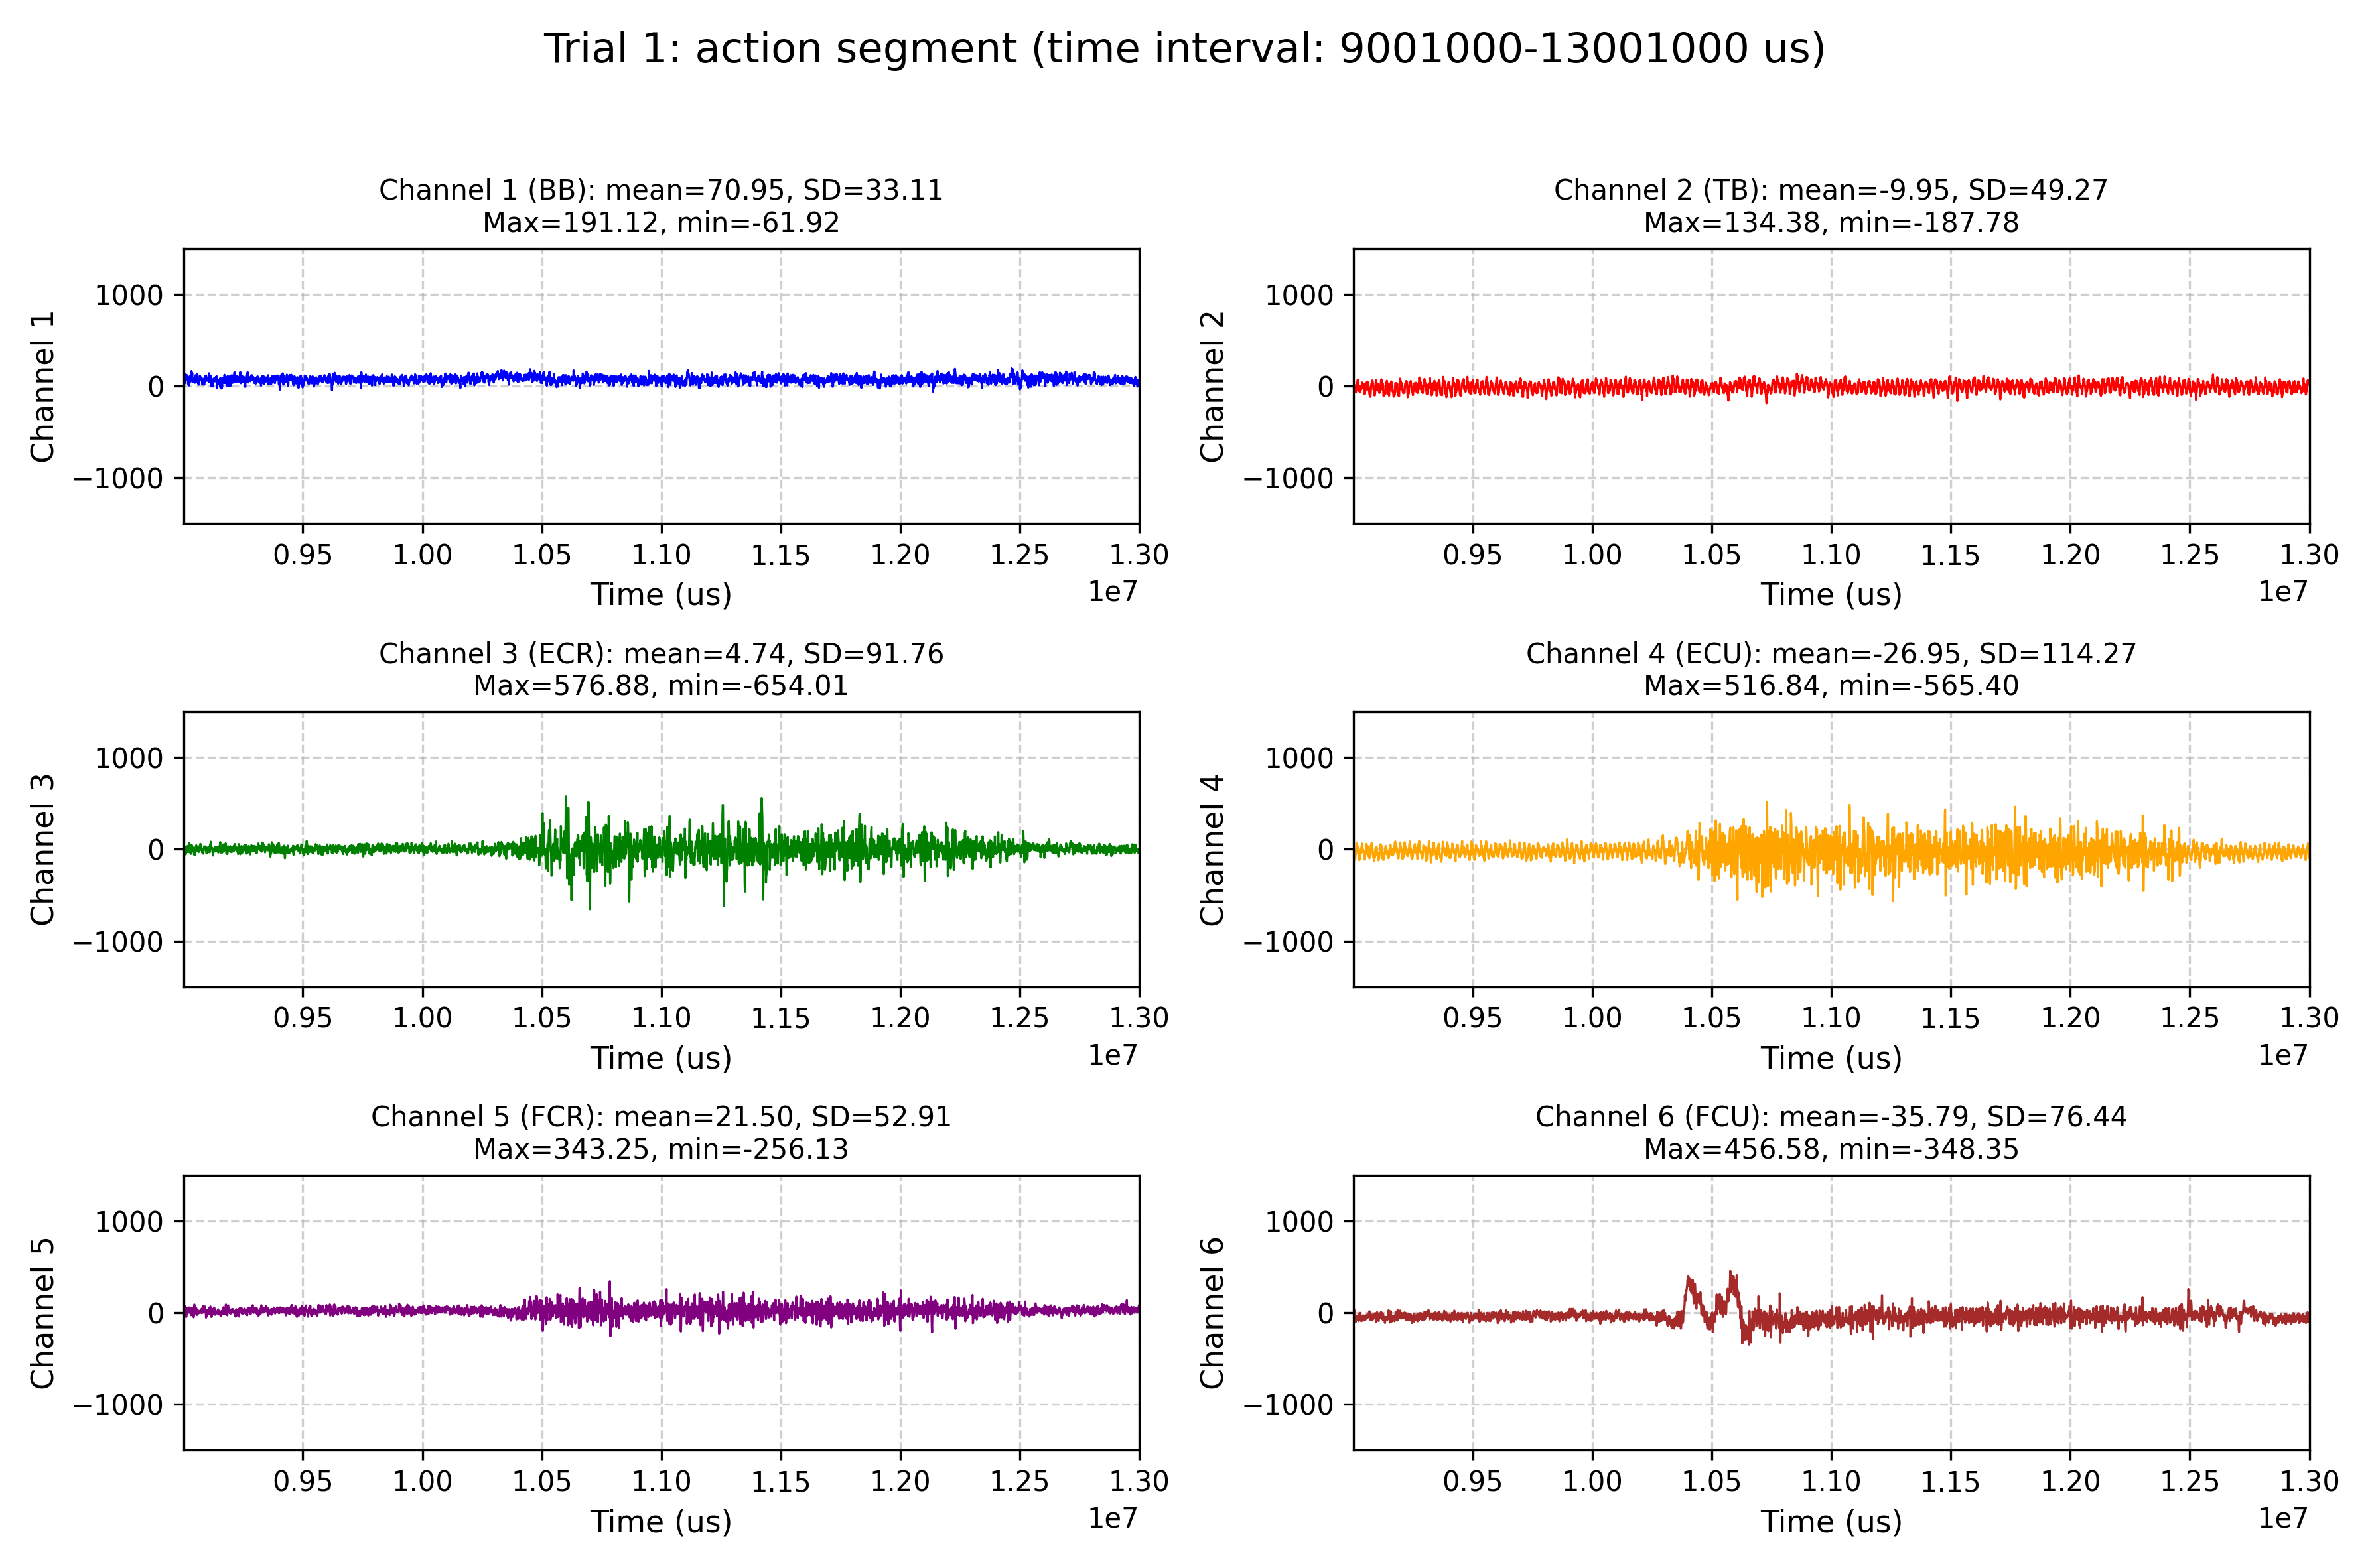 Trial 1: action segment (time interval: 9001000-13001000 us)
Channel 1 (BB): mean=70.95, SD=33.11
Max=191.12, min=-61.92
Channel 1
1000
0
−1000
0.95 1.00 1.05 1.10 1.15 1.20 1.25 1.30
Time (us)
1e7
Channel 2 (TB): mean=-9.95, SD=49.27
Max=134.38, min=-187.78
Channel 2
1000
0
−1000
0.95 1.00 1.05 1.10 1.15 1.20 1.25 1.30
Time (us)
1e7
Channel 3 (ECR): mean=4.74, SD=91.76
Max=576.88, min=-654.01
Channel 3
1000
0
−1000
0.95 1.00 1.05 1.10 1.15 1.20 1.25 1.30
Time (us)
1e7
Channel 4 (ECU): mean=-26.95, SD=114.27
Max=516.84, min=-565.40
Channel 4
1000
0
−1000
0.95 1.00 1.05 1.10 1.15 1.20 1.25 1.30
Time (us)
1e7
Channel 5 (FCR): mean=21.50, SD=52.91
Max=343.25, min=-256.13
Channel 5
1000
0
−1000
0.95 1.00 1.05 1.10 1.15 1.20 1.25 1.30
Time (us)
1e7
Channel 6 (FCU): mean=-35.79, SD=76.44
Max=456.58, min=-348.35
Channel 6
1000
0
−1000
0.95 1.00 1.05 1.10 1.15 1.20 1.25 1.30
Time (us)
1e7